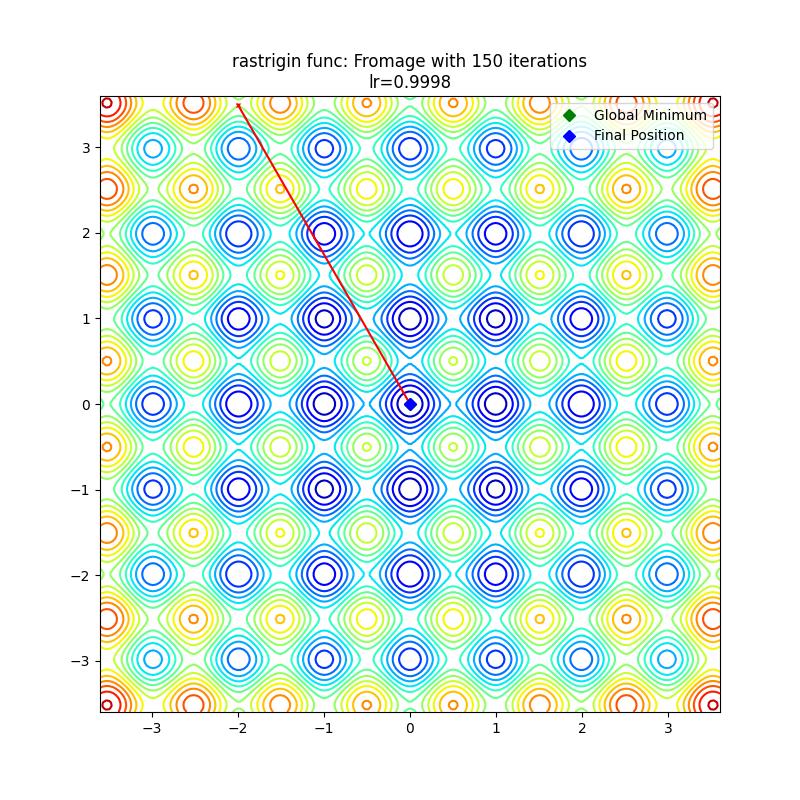 rastrigin func: Fromage with 150 iterations
lr=0.9998
Global Minimum
Final Position
3
2
1
0
−1
−2
−3
−3 −2 −1 0 1 2 3